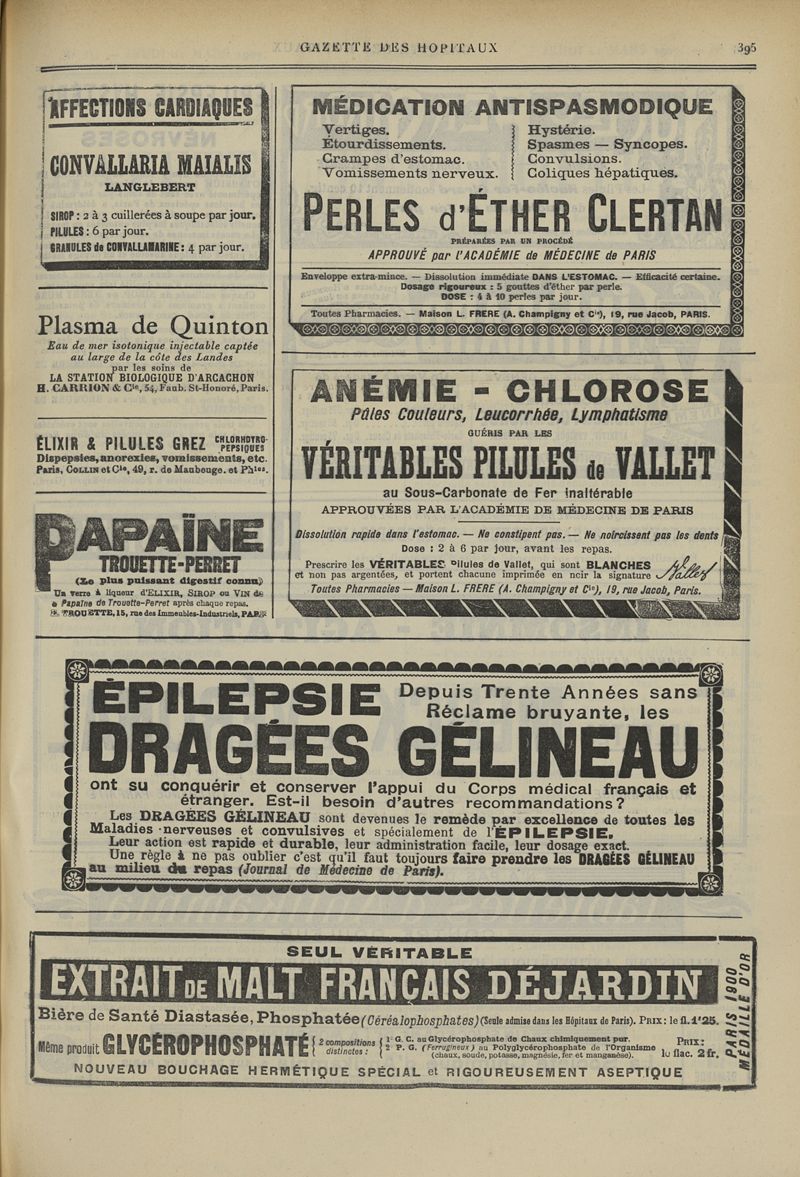 GAZETTE DES HOPITAUX
395
AFFECTIONS CARDIAQUES
CONVALLARIA MAIALIS
LANGLEBERT
SIROP : 2 à 3 cuillerées à soupe par jour.
PILULES : 6 par jour.
GRANULES de CONVALLAMARINE : 4 par jour.
Plasma de Quinton
Eau de mer isotonique injectable captée
au large de la côte des Landes
par les soins de
LA STATION BIOLOGIQUE D'ARCACHON
H. CARRION & Cie, 54, Faub. St-Honoré, Paris.
ÉLIXIR & PILULES GREZ CHLORHYDRO-
PEPSIQUES
Dispepsies, anorexies, vomissements, etc.
Paris, COLLIN et Cie, 49, r. de Maubeuge. et Phies.
PAPAÏNE
TROUETTE-PERRET
(Le plus puissant digestif connu)
Un verre à liqueur d'ELIXIR, SIROP ou VIN de
Papaïne de Trouette-Perret après chaque repas.
TROUETTE, 15, rue des Immeubles-Industriels, PARIS
MÉDICATION ANTISPASMODIQUE
Vertiges.
Étourdissements.
Crampes d'estomac.
Vomissements nerveux.
Hystérie.
Spasmes — Syncopes.
Convulsions.
Coliques hépatiques.
PERLES d'ÉTHER CLERTAN
PRÉPARÉES PAR UN PROCÉDÉ
APPROUVÉ par l'ACADÉMIE de MÉDECINE de PARIS
Enveloppe extra-mince. — Dissolution immédiate DANS L'ESTOMAC. — Efficacité certaine.
Dosage rigoureux : 5 gouttes d'éther par perle.
DOSE : 4 à 10 perles par jour.
Toutes Pharmacies. — Maison L. FRERE (A. Champigny et Cie), 19, rue Jacob, PARIS.
ANÉMIE - CHLOROSE
Pâles Couleurs, Leucorrhée, Lymphatisme
GUÉRIS PAR LES
VÉRITABLES PILULES de VALLET
au Sous-Carbonate de Fer inaltérable
APPROUVÉES PAR L'ACADÉMIE DE MÉDECINE DE PARIS
Dissolution rapide dans l'estomac. — Ne constipent pas. — Ne noircissent pas les dents
Dose : 2 à 6 par jour, avant les repas.
Prescrire les VÉRITABLES Pilules de Vallet, qui sont BLANCHES
et non pas argentées, et portent chacune imprimée en noir la signature Vallet
Toutes Pharmacies — Maison L. FRERE (A. Champigny et Cie), 19, rue Jacob, Paris.
ÉPILEPSIE Depuis Trente Années sans
Réclame bruyante, les
DRAGÉES GÉLINEAU
ont su conquérir et conserver l'appui du Corps médical français et
étranger. Est-il besoin d'autres recommandations ?
Les DRAGÉES GÉLINEAU sont devenues le remède par excellence de toutes les
Maladies nerveuses et convulsives et spécialement de l'ÉPILEPSIE.
Leur action est rapide et durable, leur administration facile, leur dosage exact.
Une règle à ne pas oublier c'est qu'il faut toujours faire prendre les DRAGÉES GÉLINEAU
au milieu du repas (Journal de Médecine de Paris).
SEUL VÉRITABLE
EXTRAIT DE MALT FRANÇAIS DÉJARDIN
Bière de Santé Diastasée, Phosphatée (Céréalophosphates) (Seule admise dans les Hôpitaux de Paris). PRIX : le fl. 1'25.
Même produit GLYCÉROPHOSPHATÉ { 2 compositions distinctes : { 1° G. C. au Glycérophosphate de Chaux chimiquement pur.
2° P. G. (Ferrugineux) au Polyglycérophosphate de l'Organisme
(chaux, soude, potasse, magnésie, fer et manganèse).
PRIX :
le flac. 2 fr.
NOUVEAU BOUCHAGE HERMÉTIQUE SPÉCIAL et RIGOUREUSEMENT ASEPTIQUE
PARIS 1900
MÉDAILLE D'OR